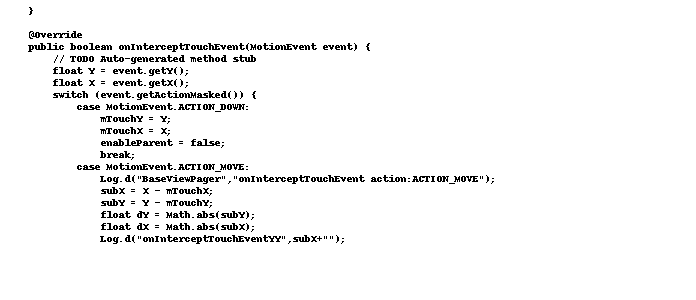 }
@Override
public boolean onInterceptTouchEvent(MotionEvent event) {
// TODO Auto-generated method stub
float Y = event.getY();
float X = event.getX();
switch (event.getActionMasked()) {
case MotionEvent.ACTION_DOWN:
mTouchY = Y;
mTouchX = X;
enableParent = false;
break;
case MotionEvent.ACTION_MOVE:
Log.d("BaseViewPager","onInterceptTouchEvent action:ACTION_MOVE");
subX = X - mTouchX;
subY = Y - mTouchY;
float dY = Math.abs(subY);
float dX = Math.abs(subX);
Log.d("onInterceptTouchEventYY",subX+"");